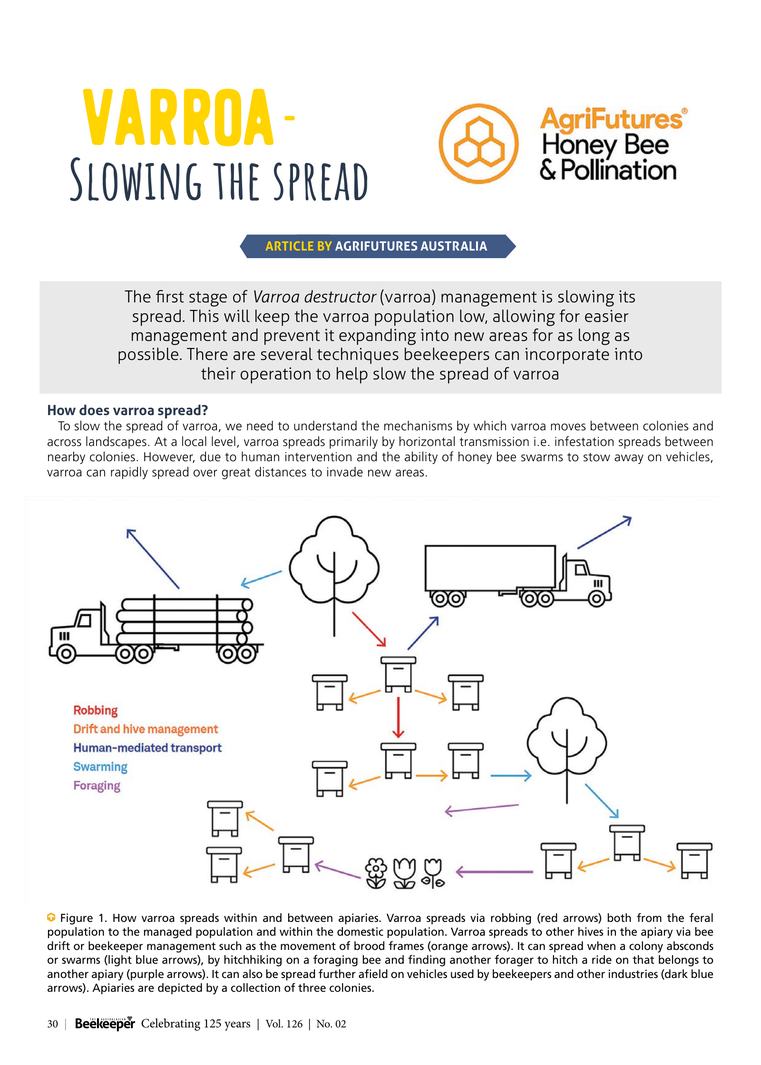 VARROA -
SLOWING THE SPREAD
AgriFutures®
Honey Bee
& Pollination
ARTICLE BY AGRIFUTURES AUSTRALIA
The first stage of Varroa destructor (varroa) management is slowing its
spread. This will keep the varroa population low, allowing for easier
management and prevent it expanding into new areas for as long as
possible. There are several techniques beekeepers can incorporate into
their operation to help slow the spread of varroa
How does varroa spread?
To slow the spread of varroa, we need to understand the mechanisms by which varroa moves between colonies and
across landscapes. At a local level, varroa spreads primarily by horizontal transmission i.e. infestation spreads between
nearby colonies. However, due to human intervention and the ability of honey bee swarms to stow away on vehicles,
varroa can rapidly spread over great distances to invade new areas.
Robbing
Drift and hive management
Human-mediated transport
Swarming
Foraging
Figure 1. How varroa spreads within and between apiaries. Varroa spreads via robbing (red arrows) both from the feral
population to the managed population and within the domestic population. Varroa spreads to other hives in the apiary via bee
drift or beekeeper management such as the movement of brood frames (orange arrows). It can spread when a colony absconds
or swarms (light blue arrows), by hitchhiking on a foraging bee and finding another forager to hitch a ride on that belongs to
another apiary (purple arrows). It can also be spread further afield on vehicles used by beekeepers and other industries (dark blue
arrows). Apiaries are depicted by a collection of three colonies.
30 | Beekeeper Celebrating 125 years | Vol. 126 | No. 02